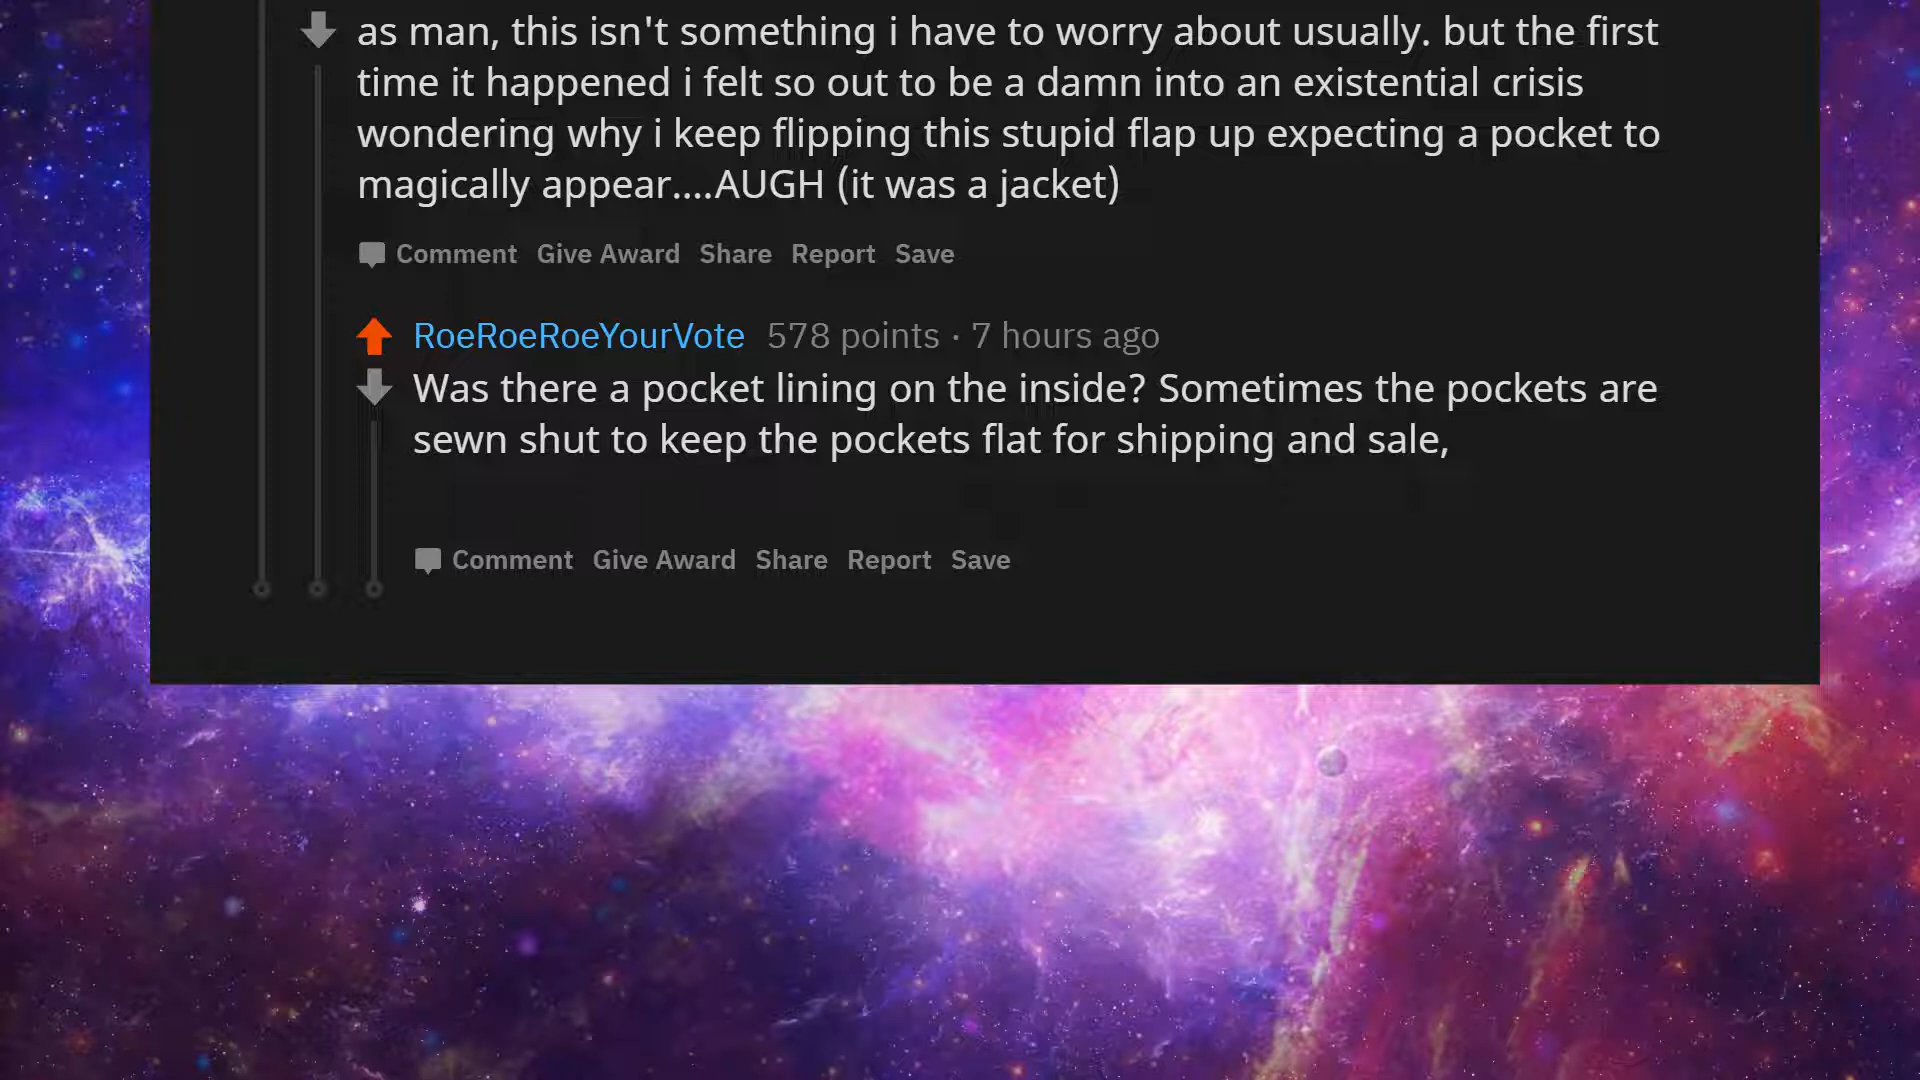 as man, this isn't something i have to worry about usually. but the first
time it happened i felt so out to be a damn into an existential crisis
wondering why i keep flipping this stupid flap up expecting a pocket to
magically appear....AUGH (it was a jacket)
Comment Give Award Share Report Save
RoeRoeRoeYourVote 578 points · 7 hours ago
Was there a pocket lining on the inside? Sometimes the pockets are
sewn shut to keep the pockets flat for shipping and sale,
Comment Give Award Share Report Save